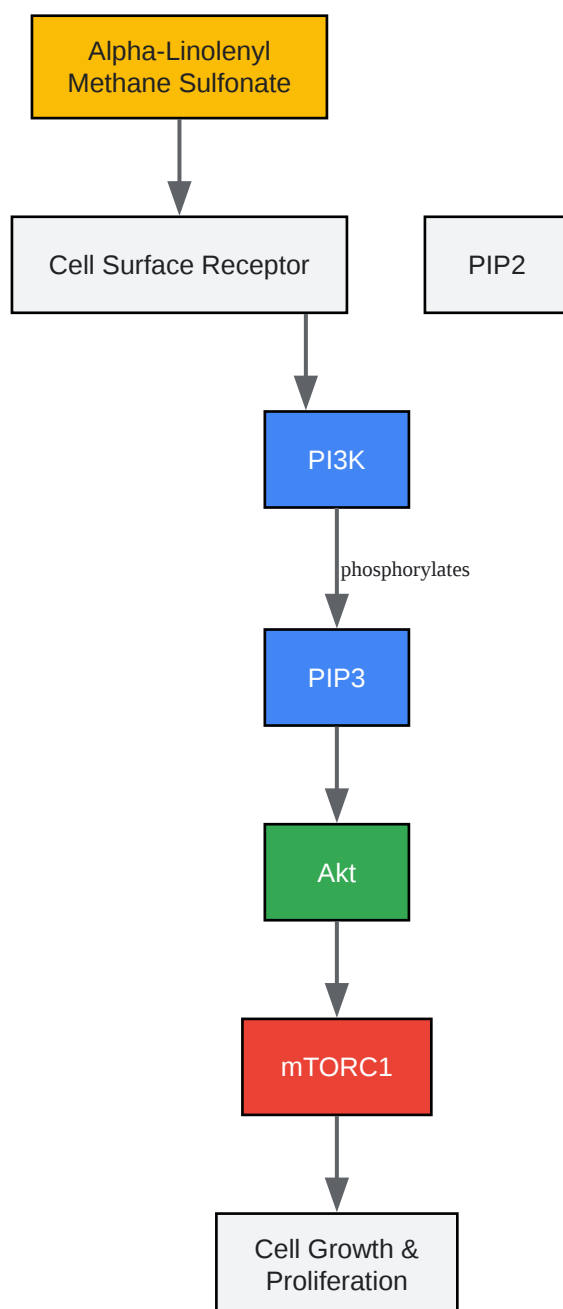 Alpha-Linolenyl
Methane Sulfonate
Cell Surface Receptor
PIP2
PI3K
phosphorylates
PIP3
Akt
mTORC1
Cell Growth &
Proliferation